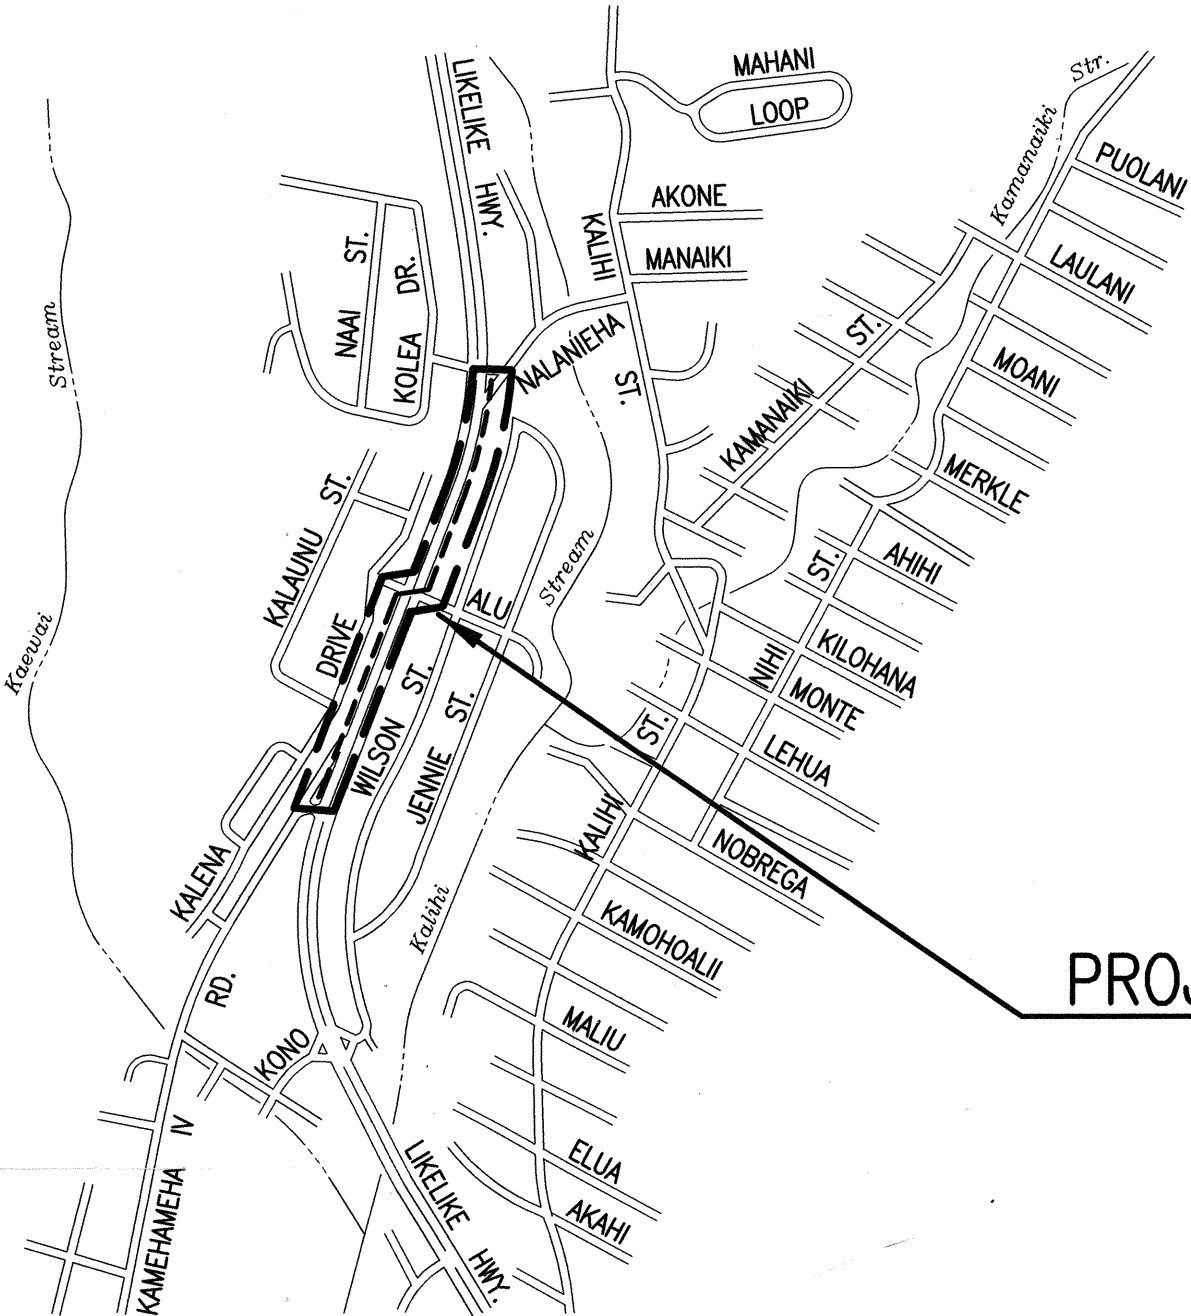 MAHANI
LOOP
LIKELIKE HWY.
Kamanaiki Str.
PUOLANI
AKONE
KALIHI ST.
MANAIKI
LAULANI
NAAI ST.
KOLEA DR.
Kaewai Stream
NALANIEHA
KAMANAIKI ST.
MOANI
MERKLE
KALAUNU ST.
AHIHI
Kalihi Stream
ALU
DRIVE
NIHI ST.
KILOHANA
MONTE
WILSON ST.
JENNIE ST.
LEHUA
KALIHI ST.
NOBREGA
KALENA
KAMOHOALII
PROJ
RD.
KONO
MALIU
KAMEHAMEHA IV
ELUA
LIKELIKE HWY.
AKAHI